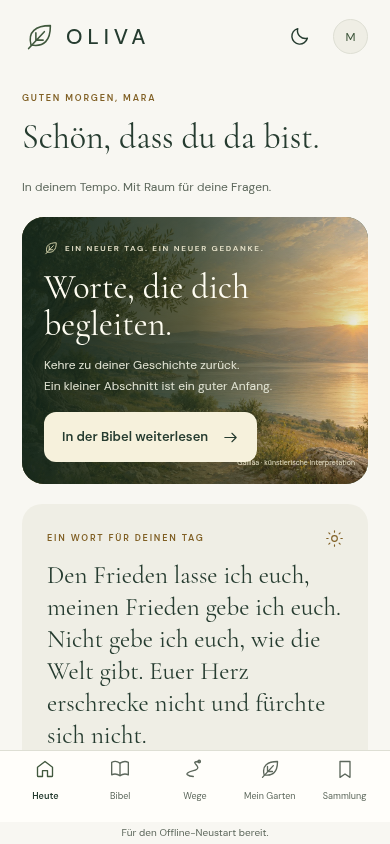 OLIVA
M
GUTEN MORGEN, MARA
Schön, dass du da bist.
In deinem Tempo. Mit Raum für deine Fragen.
EIN NEUER TAG. EIN NEUER GEDANKE.
Worte, die dich
begleiten.
Kehre zu deiner Geschichte zurück.
Ein kleiner Abschnitt ist ein guter Anfang.
In der Bibel weiterlesen →
Galiläa · künstlerische Interpretation
EIN WORT FÜR DEINEN TAG
Den Frieden lasse ich euch,
meinen Frieden gebe ich euch.
Nicht gebe ich euch, wie die
Welt gibt. Euer Herz
erschrecke nicht und fürchte
sich nicht.
Heute Bibel Wege Mein Garten Sammlung
Für den Offline-Neustart bereit.